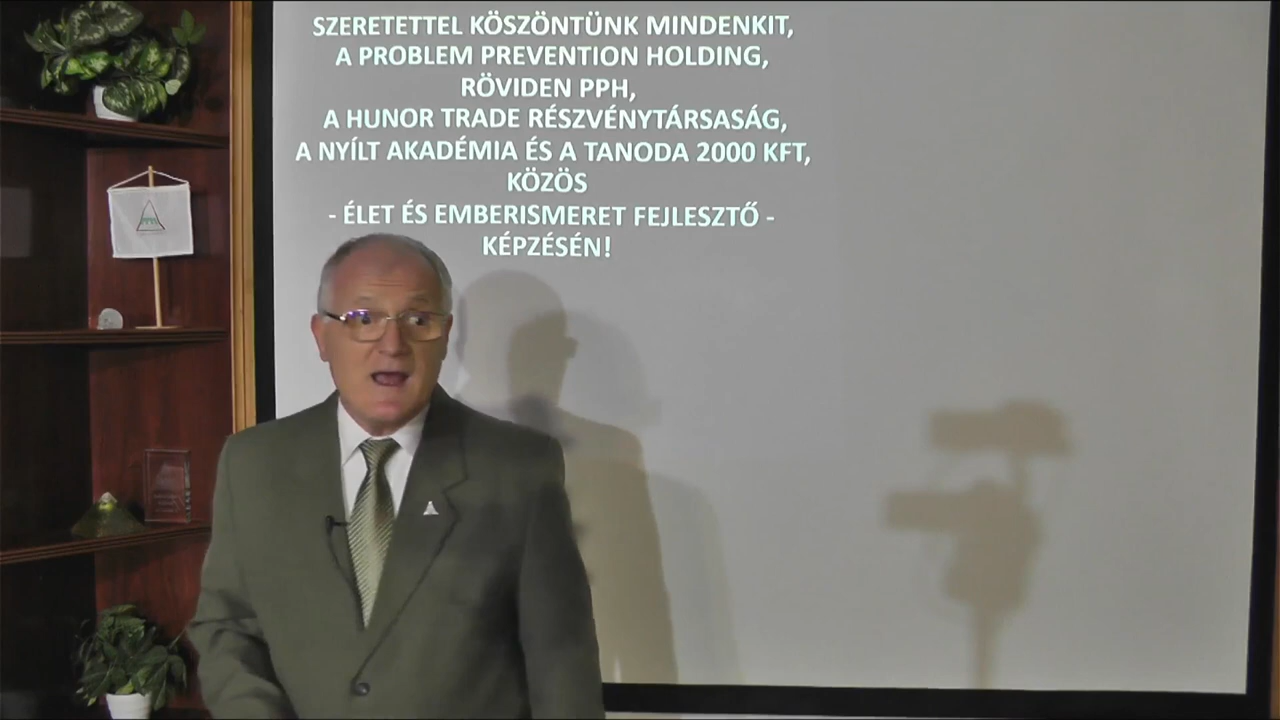 SZERETETTEL KÖSZÖNTÜNK MINDENKIT,
A PROBLEM PREVENTION HOLDING,
RÖVIDEN PPH,
A HUNOR TRADE RÉSZVÉNYTÁRSASÁG,
A NYÍLT AKADÉMIA ÉS A TANODA 2000 KFT,
KÖZÖS
- ÉLET ÉS EMBERISMERET FEJLESZTŐ -
KÉPZÉSÉN!